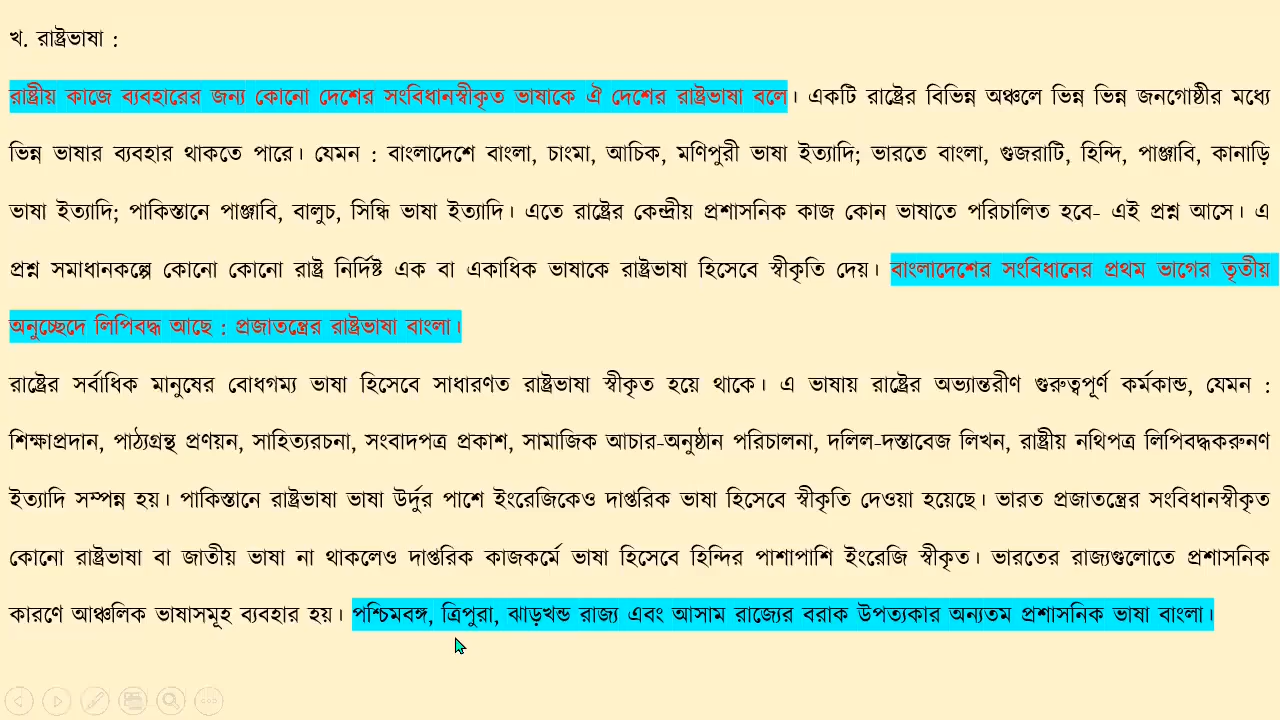 খ. রাষ্ট্রভাষা :
রাষ্ট্রীয় কাজে ব্যবহারের জন্য কোনো দেশের সংবিধানস্বীকৃত ভাষাকে ঐ দেশের রাষ্ট্রভাষা বলে। একটি রাষ্ট্রের বিভিন্ন অঞ্চলে ভিন্ন ভিন্ন জনগোষ্ঠীর মধ্যে
ভিন্ন ভাষার ব্যবহার থাকতে পারে। যেমন : বাংলাদেশে বাংলা, চাংমা, আচিক, মণিপুরী ভাষা ইত্যাদি; ভারতে বাংলা, গুজরাটি, হিন্দি, পাঞ্জাবি, কানাড়ি
ভাষা ইত্যাদি; পাকিস্তানে পাঞ্জাবি, বালুচ, সিন্ধি ভাষা ইত্যাদি। এতে রাষ্ট্রের কেন্দ্রীয় প্রশাসনিক কাজ কোন ভাষাতে পরিচালিত হবে- এই প্রশ্ন আসে। এ
প্রশ্ন সমাধানকল্পে কোনো কোনো রাষ্ট্র নির্দিষ্ট এক বা একাধিক ভাষাকে রাষ্ট্রভাষা হিসেবে স্বীকৃতি দেয়। বাংলাদেশের সংবিধানের প্রথম ভাগের তৃতীয়
অনুচ্ছেদে লিপিবদ্ধ আছে : প্রজাতন্ত্রের রাষ্ট্রভাষা বাংলা।
রাষ্ট্রের সর্বাধিক মানুষের বোধগম্য ভাষা হিসেবে সাধারণত রাষ্ট্রভাষা স্বীকৃত হয়ে থাকে। এ ভাষায় রাষ্ট্রের অভ্যান্তরীণ গুরুত্বপূর্ণ কর্মকান্ড, যেমন :
শিক্ষাপ্রদান, পাঠ্যগ্রন্থ প্রণয়ন, সাহিত্যরচনা, সংবাদপত্র প্রকাশ, সামাজিক আচার-অনুষ্ঠান পরিচালনা, দলিল-দস্তাবেজ লিখন, রাষ্ট্রীয় নথিপত্র লিপিবদ্ধকরুনণ
ইত্যাদি সম্পন্ন হয়। পাকিস্তানে রাষ্ট্রভাষা ভাষা উর্দুর পাশে ইংরেজিকেও দাপ্তরিক ভাষা হিসেবে স্বীকৃতি দেওয়া হয়েছে। ভারত প্রজাতন্ত্রের সংবিধানস্বীকৃত
কোনো রাষ্ট্রভাষা বা জাতীয় ভাষা না থাকলেও দাপ্তরিক কাজকর্মে ভাষা হিসেবে হিন্দির পাশাপাশি ইংরেজি স্বীকৃত। ভারতের রাজ্যগুলোতে প্রশাসনিক
কারণে আঞ্চলিক ভাষাসমূহ ব্যবহার হয়। পশ্চিমবঙ্গ, ত্রিপুরা, ঝাড়খন্ড রাজ্য এবং আসাম রাজ্যের বরাক উপত্যকার অন্যতম প্রশাসনিক ভাষা বাংলা।